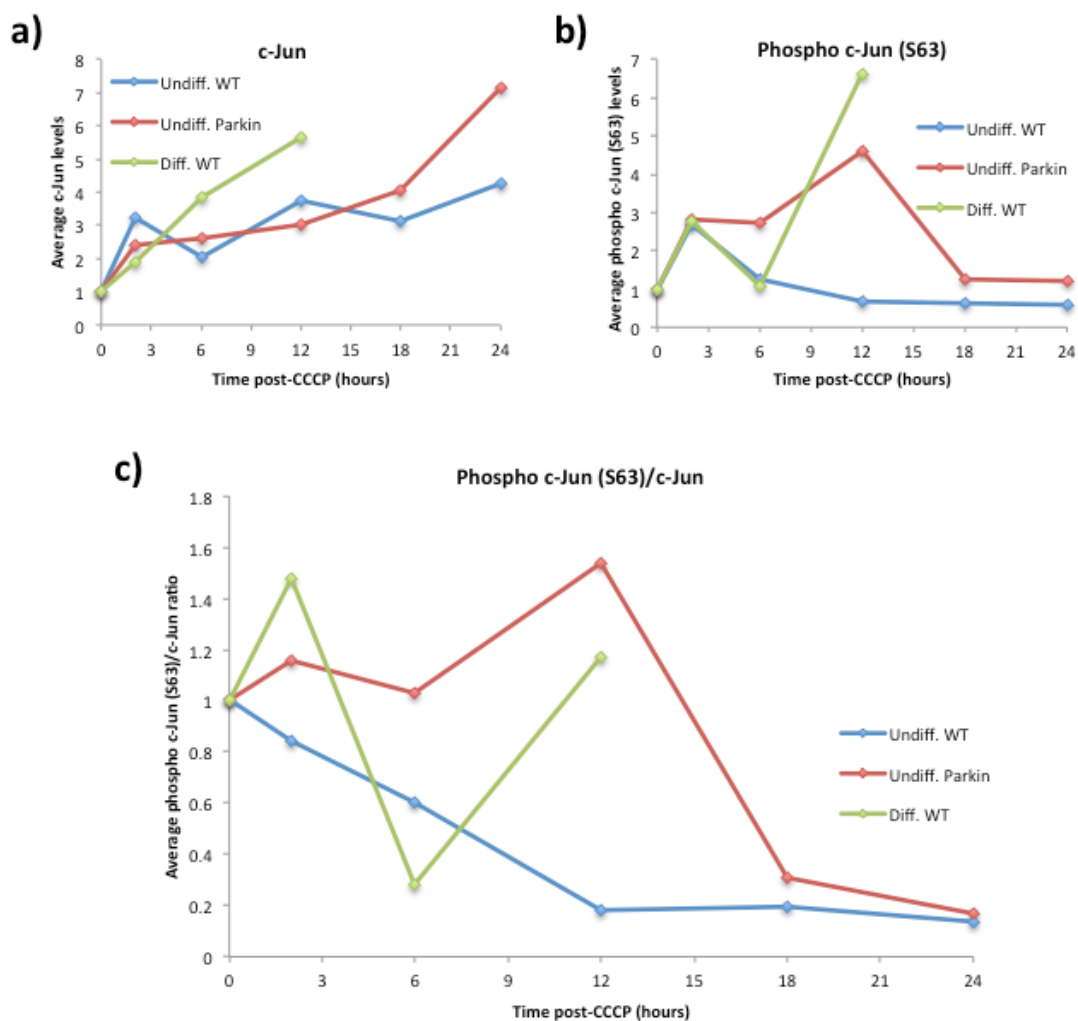 a)
c-Jun
Average c-Jun levels
8
7
6
5
4
3
2
1
0
Undiff. WT
Undiff. Parkin
Diff. WT
0 3 6 9 12 15 18 21 24
Time post-CCCP (hours)
b)
Phospho c-Jun (S63)
Average phospho c-Jun (S63) levels
7
6
5
4
3
2
1
0
Undiff. WT
Undiff. Parkin
Diff. WT
0 3 6 9 12 15 18 21 24
Time post-CCCP (hours)
c)
Phospho c-Jun (S63)/c-Jun
Average phospho c-Jun (S63)/c-Jun ratio
1.8
1.6
1.4
1.2
1
0.8
0.6
0.4
0.2
0
Undiff. WT
Undiff. Parkin
Diff. WT
0 3 6 9 12 15 18 21 24
Time post-CCCP (hours)